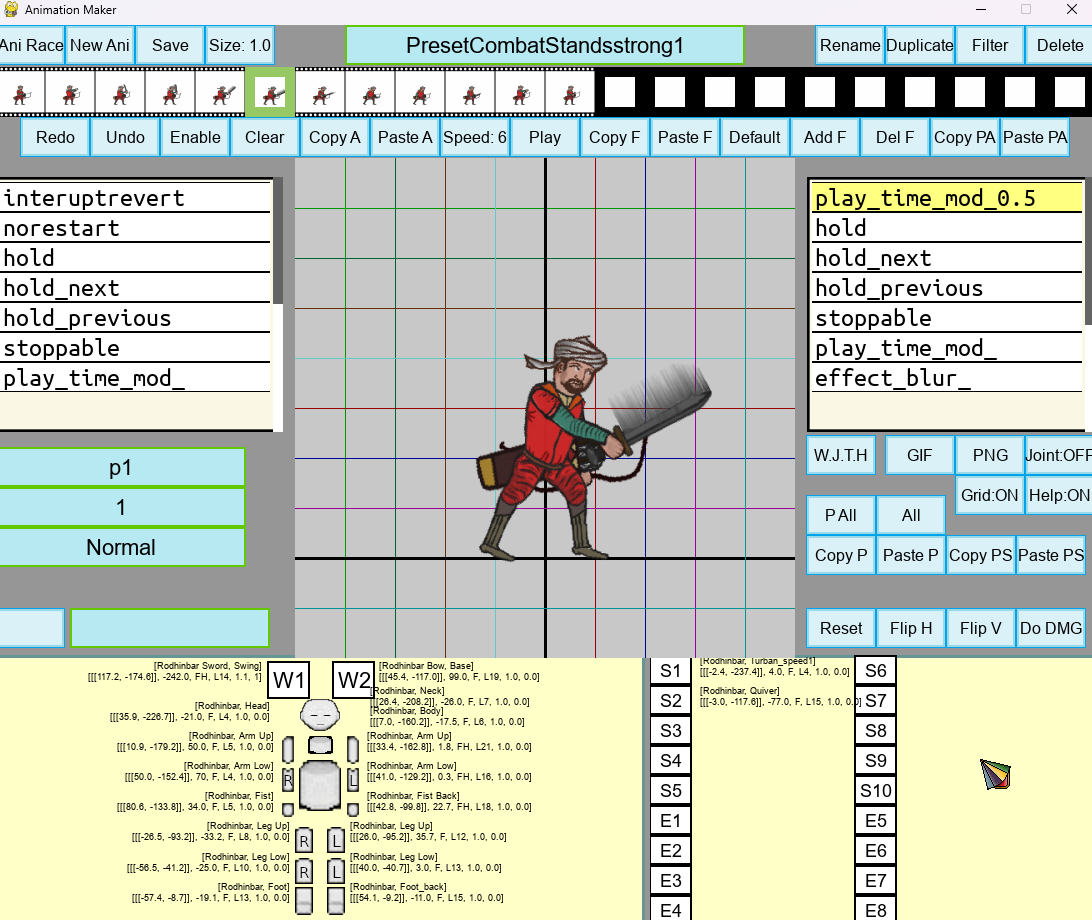 Animation Maker
Ani Race New Ani Save Size: 1.0 PresetCombatStandsstrong1 Rename Duplicate Filter Delete
Redo Undo Enable Clear Copy A Paste A Speed: 6 Play Copy F Paste F Default Add F Del F Copy PA Paste PA
interuptrevert
norestart
hold
hold_next
hold_previous
stoppable
play_time_mod_
play_time_mod_0.5
hold
hold_next
hold_previous
stoppable
play_time_mod_
effect_blur_
p1
1
Normal
W.J.T.H GIF PNG Joint:OFF
Grid:ON Help:ON
P All All
Copy P Paste P Copy PS Paste PS
Reset Flip H Flip V Do DMG
[Rodhinbar Sword, Swing]
[[[117.2, -174.6]], -242.0, FH, L14, 1.1, 1]
W1
W2
[Rodhinbar Bow, Base]
[[[45.4, -117.0]], 99.0, F, L19, 1.0, 0.0]
[Rodhinbar, Neck]
[[[26.4, -208.2]], -26.0, F, L7, 1.0, 0.0]
[Rodhinbar, Head]
[[[35.9, -226.7]], -21.0, F, L4, 1.0, 0.0]
[Rodhinbar, Body]
[[[7.0, -160.2]], -17.5, F, L6, 1.0, 0.0]
[Rodhinbar, Arm Up]
[[[10.9, -179.2]], 50.0, F, L5, 1.0, 0.0]
[Rodhinbar, Arm Up]
[[[33.4, -162.8]], 1.8, FH, L21, 1.0, 0.0]
[Rodhinbar, Arm Low]
[[[50.0, -152.4]], 70, F, L4, 1.0, 0.0]
R
L
[Rodhinbar, Arm Low]
[[[41.0, -129.2]], 0.3, FH, L16, 1.0, 0.0]
[Rodhinbar, Fist]
[[[80.6, -133.8]], 34.0, F, L5, 1.0, 0.0]
[Rodhinbar, Fist Back]
[[[42.8, -99.8]], 22.7, FH, L18, 1.0, 0.0]
[Rodhinbar, Leg Up]
[[[-26.5, -93.2]], -33.2, F, L8, 1.0, 0.0]
R
L
[Rodhinbar, Leg Up]
[[[26.0, -95.2]], 35.7, F, L12, 1.0, 0.0]
[Rodhinbar, Leg Low]
[[[-56.5, -41.2]], -25.0, F, L10, 1.0, 0.0]
R
L
[Rodhinbar, Leg Low]
[[[40.0, -40.7]], 3.0, F, L13, 1.0, 0.0]
[Rodhinbar, Foot]
[[[-57.4, -8.7]], -19.1, F, L13, 1.0, 0.0]
[Rodhinbar, Foot_back]
[[[54.1, -9.2]], -11.0, F, L15, 1.0, 0.0]
S1
S2
S3
S4
S5
E1
E2
E3
E4
[Rodhinbar, Turban_speed1]
[[[-2.4, -237.4]], 4.0, F, L4, 1.0, 0.0]
[Rodhinbar, Quiver]
[[[-3.0, -117.6]], -77.0, F, L15, 1.0, 0.0]
S6
S7
S8
S9
S10
E5
E6
E7
E8